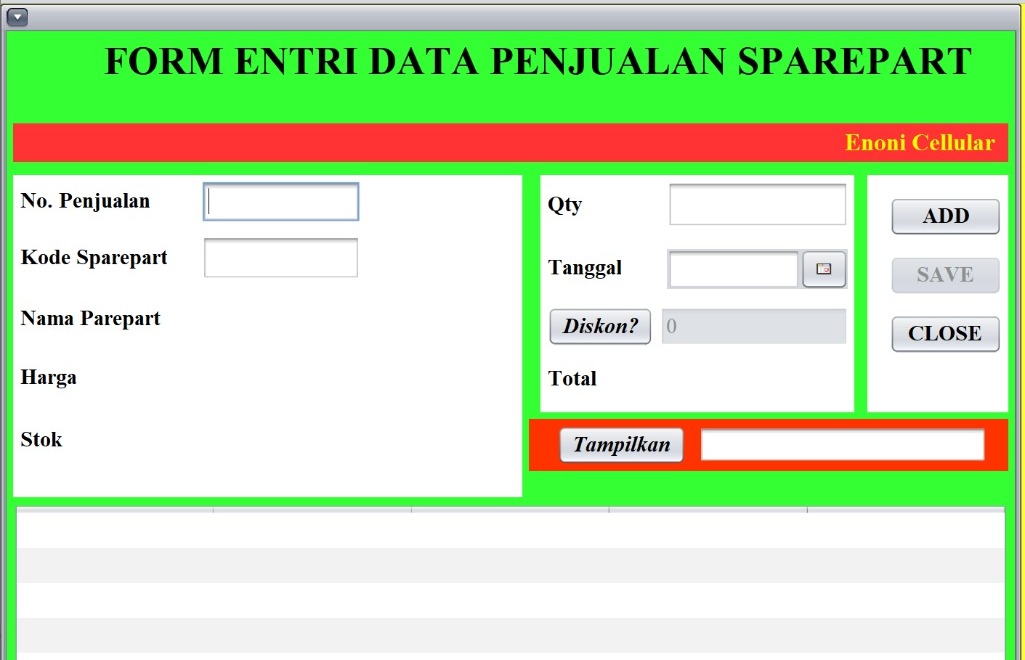 FORM ENTRI DATA PENJUALAN SPAREPART
Enoni Cellular
No. Penjualan
Kode Sparepart
Nama Parepart
Harga
Stok
Qty
Tanggal
Diskon? 0
Total
ADD
SAVE
CLOSE
Tampilkan